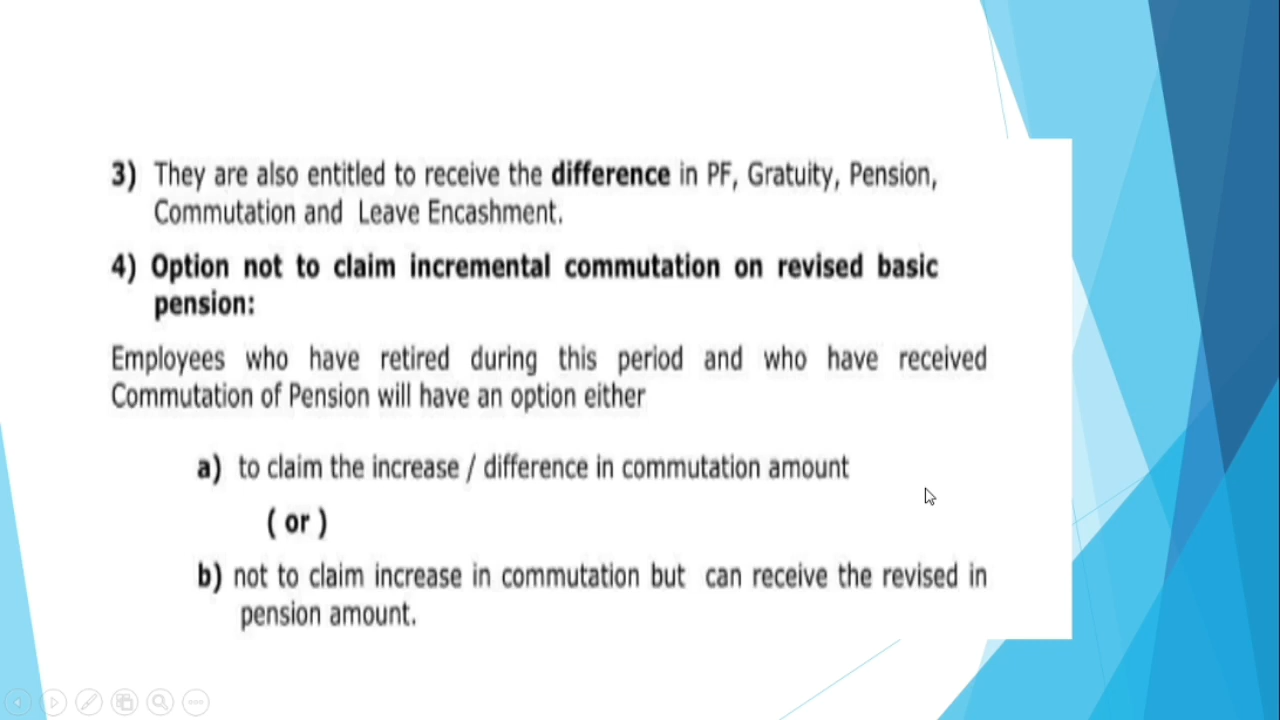 3) They are also entitled to receive the difference in PF, Gratuity, Pension,
Commutation and Leave Encashment.
4) Option not to claim incremental commutation on revised basic
pension:
Employees who have retired during this period and who have received
Commutation of Pension will have an option either
a) to claim the increase / difference in commutation amount
( or )
b) not to claim increase in commutation but can receive the revised in
pension amount.